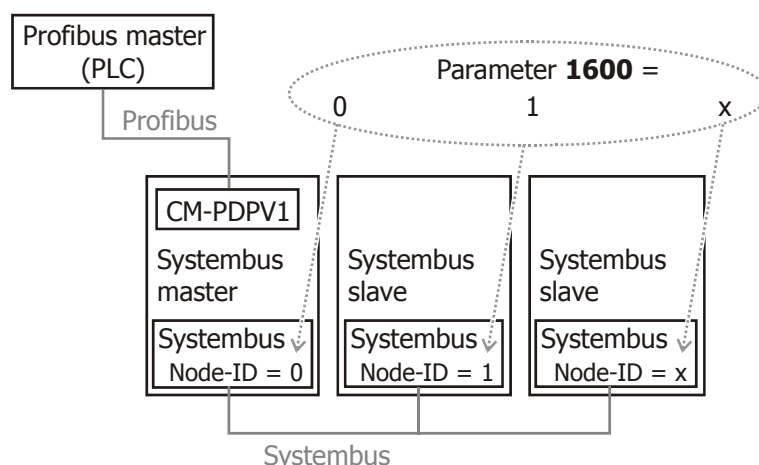 Profibus master
(PLC)
Parameter 1600 =
0 1 x
Profibus
CM-PDPV1
Systembus
master
Systembus
slave
Systembus
slave
Systembus
Node-ID = 0
Systembus
Node-ID = 1
Systembus
Node-ID = x
Systembus